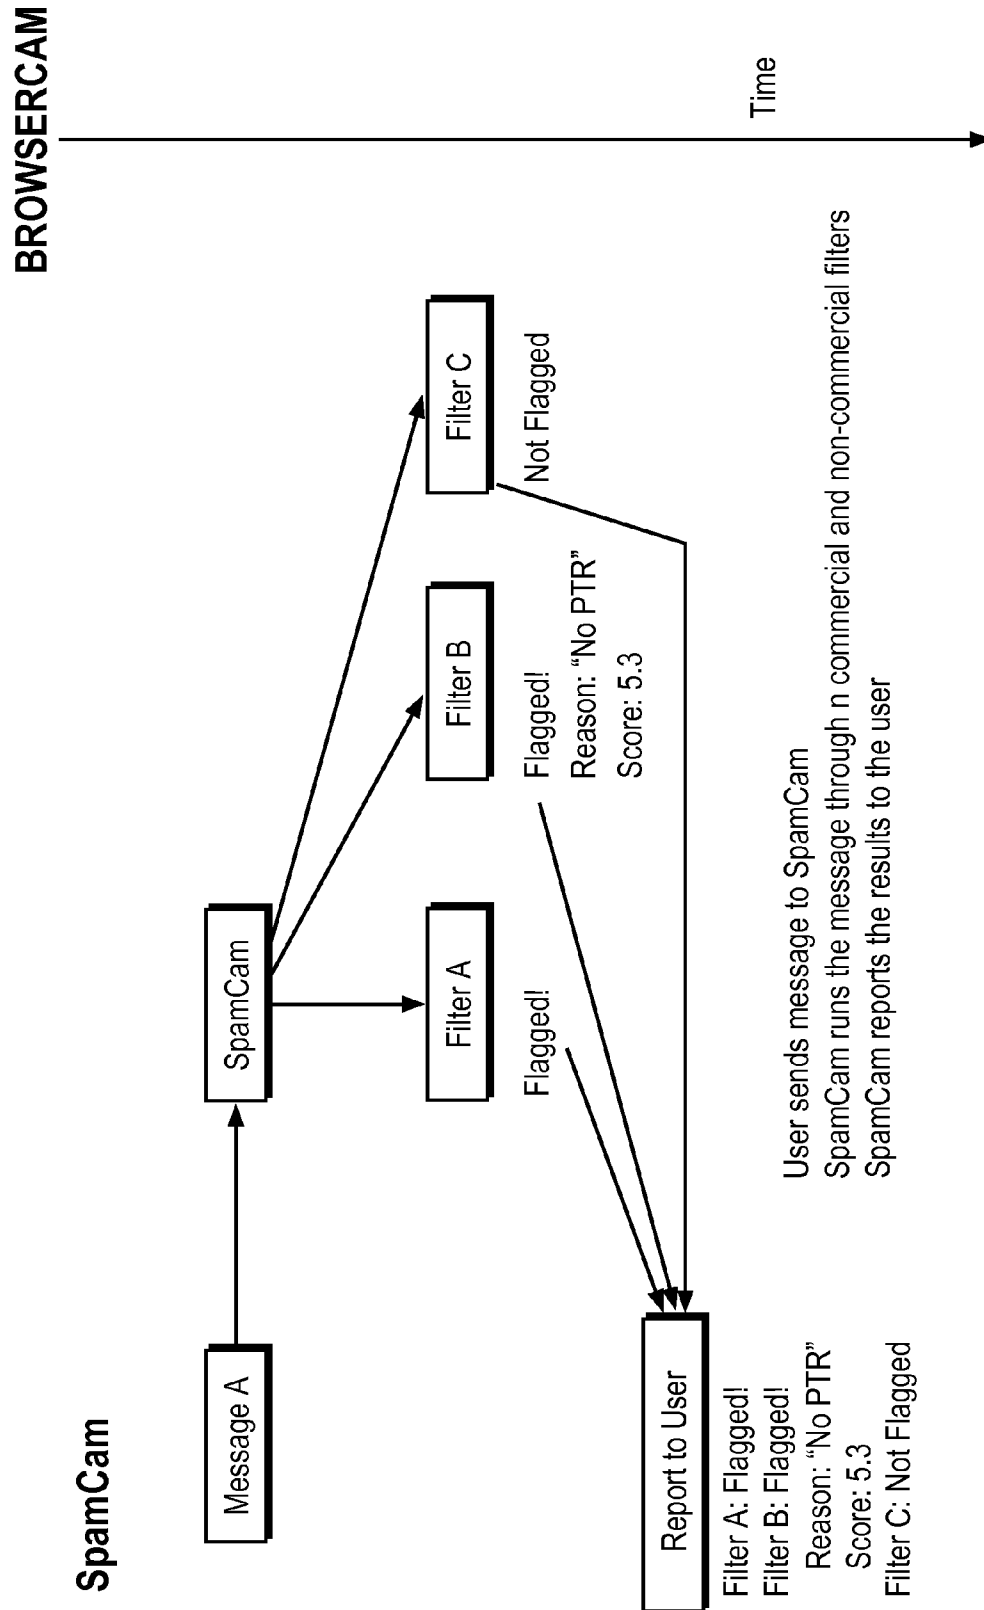 BROWSERCAM
SpamCam
Message A
SpamCam
Filter A
Filter B
Filter C
Flagged!
Flagged!
Reason: “No PTR”
Score: 5.3
Not Flagged
Report to User
Filter A: Flagged!
Filter B: Flagged!
Reason: “No PTR”
Score: 5.3
Filter C: Not Flagged
User sends message to SpamCam
SpamCam runs the message through n commercial and non-commercial filters
SpamCam reports the results to the user
Time